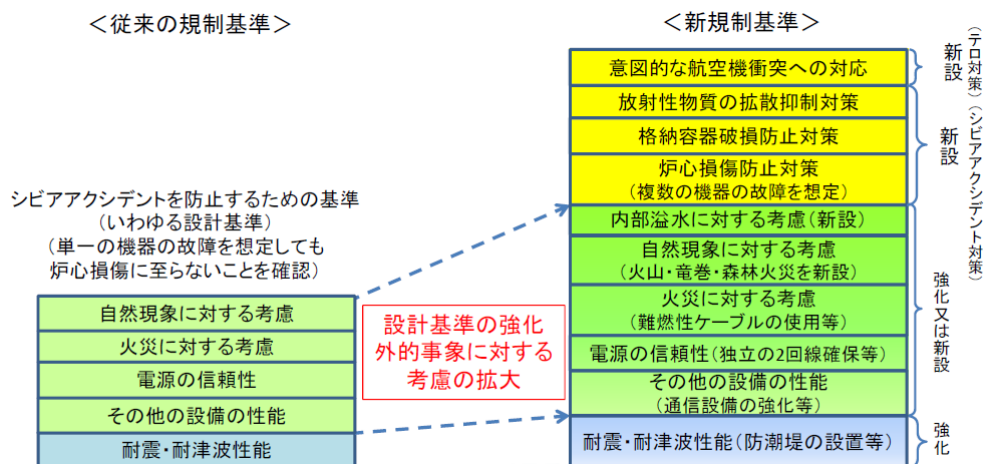 <従来の規制基準>
シビアアクシデントを防止するための基準
(いわゆる設計基準)
(単一の機器の故障を想定しても
炉心損傷に至らないことを確認)
自然現象に対する考慮
火災に対する考慮
電源の信頼性
その他の設備の性能
耐震・耐津波性能
設計基準の強化
外的事象に対する
考慮の拡大
<新規制基準>
意図的な航空機衝突への対応
放射性物質の拡散抑制対策
格納容器破損防止対策
炉心損傷防止対策
(複数の機器の故障を想定)
内部溢水に対する考慮(新設)
自然現象に対する考慮
(火山・竜巻・森林火災を新設)
火災に対する考慮
(難燃性ケーブルの使用等)
電源の信頼性(独立の2回線確保等)
その他の設備の性能
(通信設備の強化等)
耐震・耐津波性能(防潮堤の設置等)
新設
(テロ対策)
新設
(シビアアクシデント対策)
強化又は新設
強化